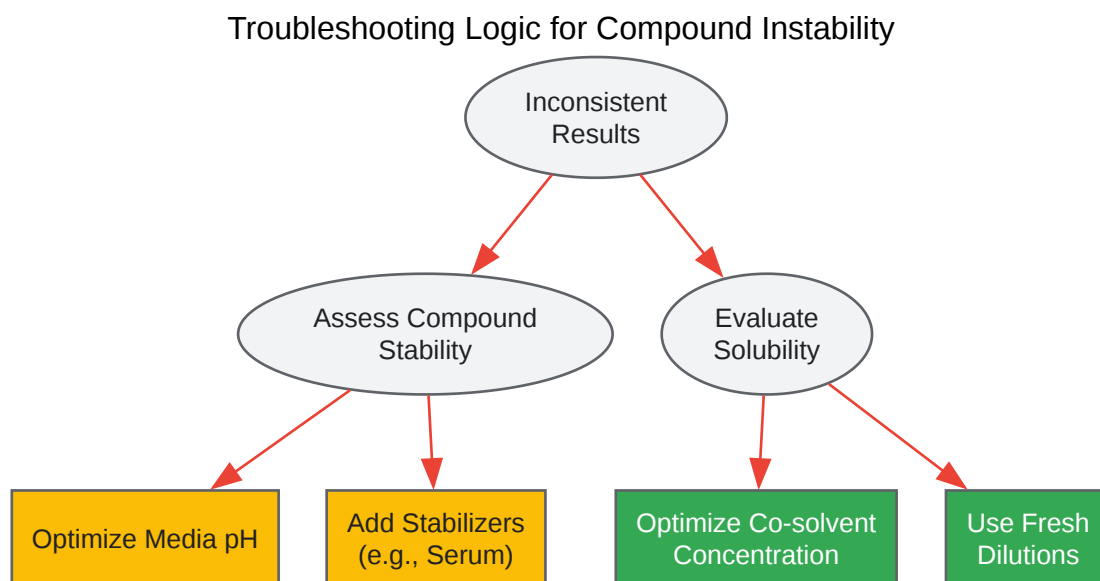 Troubleshooting Logic for Compound Instability
Inconsistent
Results
Assess Compound
Stability
Evaluate
Solubility
Optimize Media pH
Add Stabilizers
(e.g., Serum)
Optimize Co-solvent
Concentration
Use Fresh
Dilutions